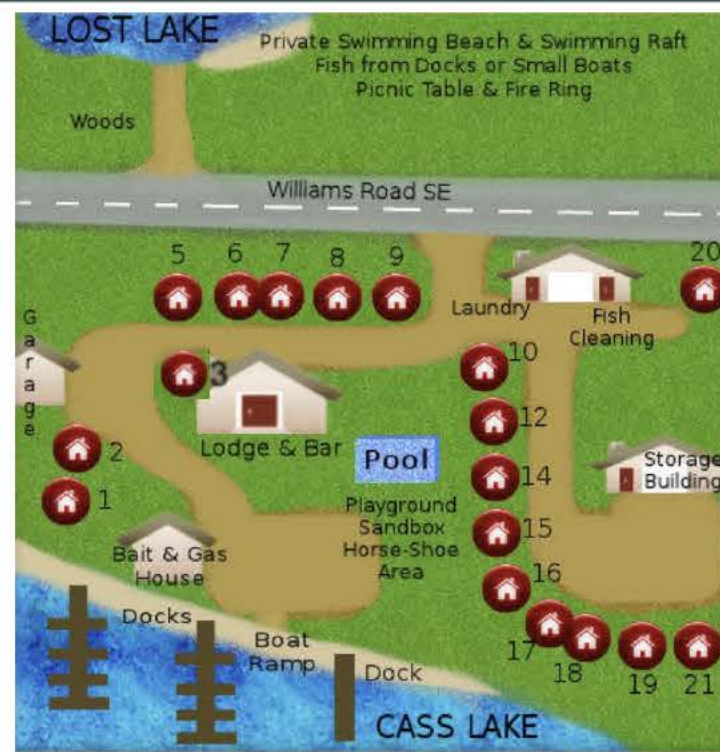 LOST LAKE
Private Swimming Beach & Swimming Raft
Fish from Docks or Small Boats
Picnic Table & Fire Ring
Woods
Williams Road SE
5
6
7
8
9
20
Laundry
Fish
Cleaning
Garage
3
10
Lodge & Bar
12
2
Pool
Storage
Building
14
1
Playground
Sandbox
Horse-Shoe
Area
15
Bait & Gas
House
16
Docks
Boat
Ramp
17
18
19
21
Dock
CASS LAKE